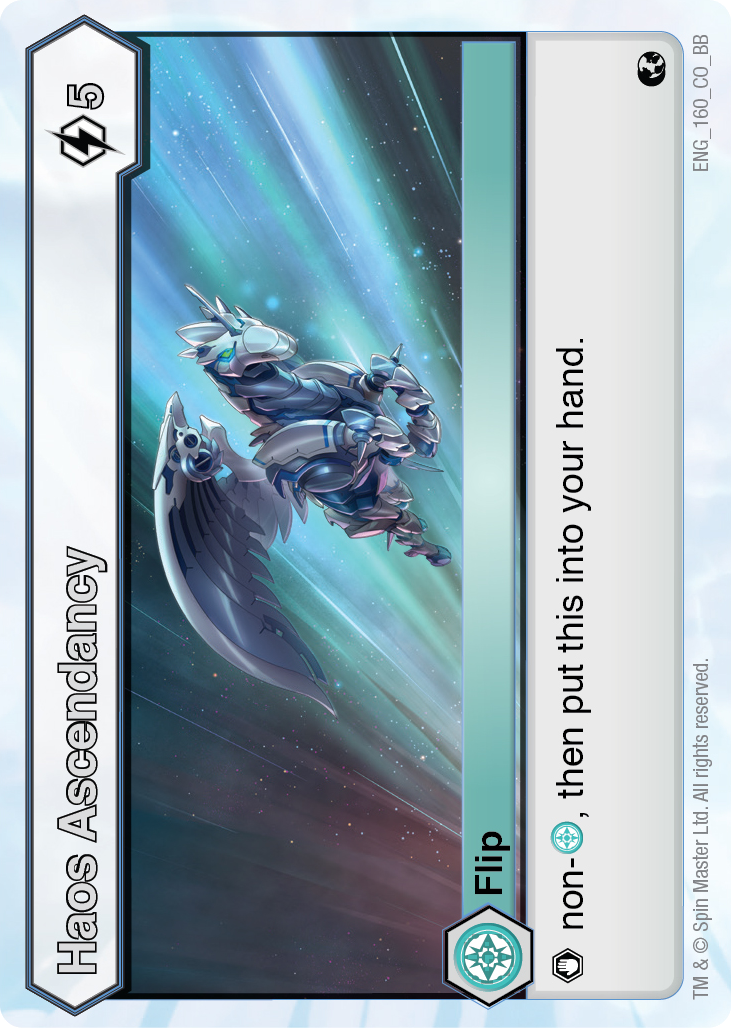 Haos Ascendancy
5
Flip
non- , then put this into your hand.
TM & © Spin Master Ltd. All rights reserved.
ENG_160_CO_BB